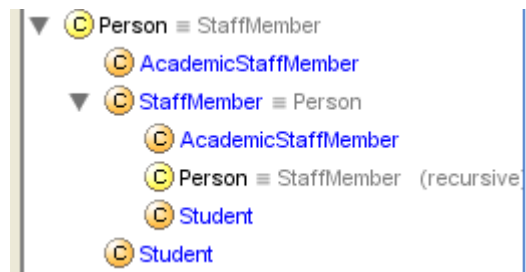 C Person ≡ StaffMember
C AcademicStaffMember
C StaffMember ≡ Person
C AcademicStaffMember
C Person ≡ StaffMember (recursive)
C Student
C Student